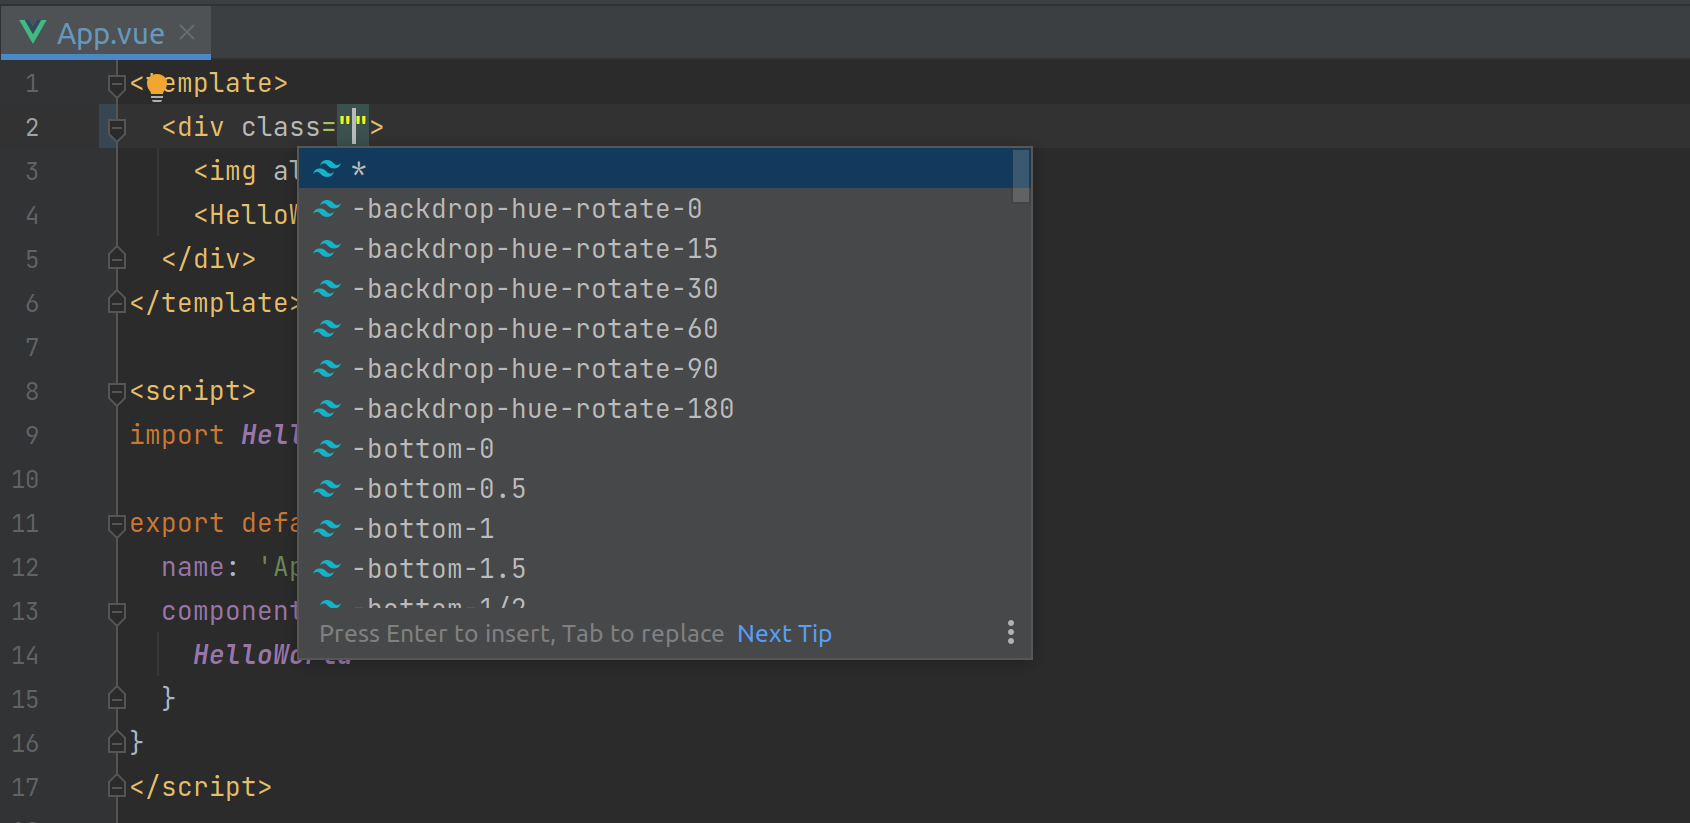 App.vue
1 <template>
2 <div class="">
3 <img al
4 <HelloW
5 </div>
6 </template>
7
8 <script>
9 import Hell
10
11 export defa
12 name: 'Ap
13 component
14 HelloWorld
15 }
16 }
17 </script>
*
-backdrop-hue-rotate-0
-backdrop-hue-rotate-15
-backdrop-hue-rotate-30
-backdrop-hue-rotate-60
-backdrop-hue-rotate-90
-backdrop-hue-rotate-180
-bottom-0
-bottom-0.5
-bottom-1
-bottom-1.5
-bottom-1/2
Press Enter to insert, Tab to replace Next Tip